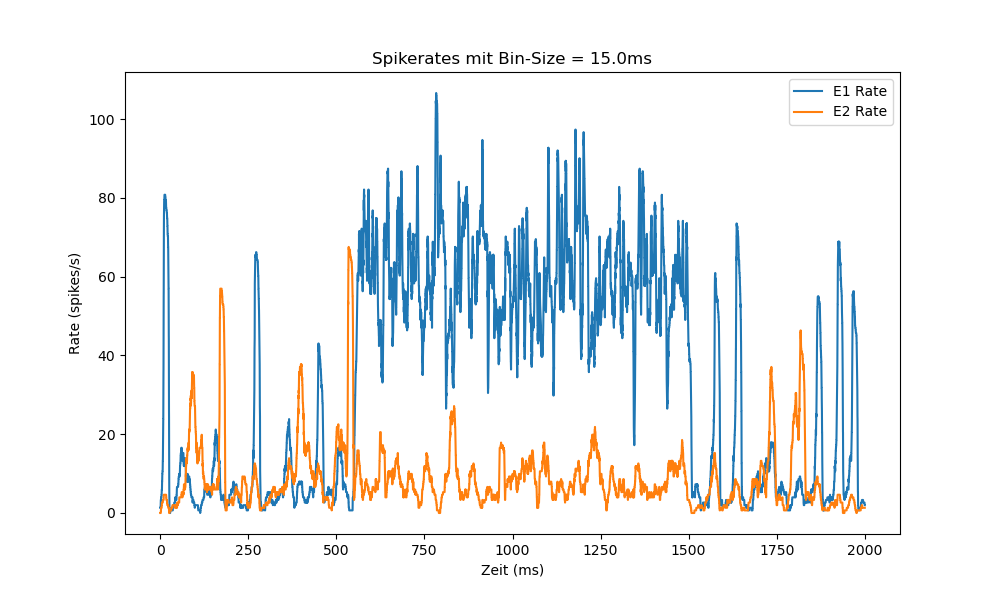 Spikerates mit Bin-Size = 15.0ms
E1 Rate
E2 Rate
Rate (spikes/s)
100
80
60
40
20
0
0 250 500 750 1000 1250 1500 1750 2000
Zeit (ms)